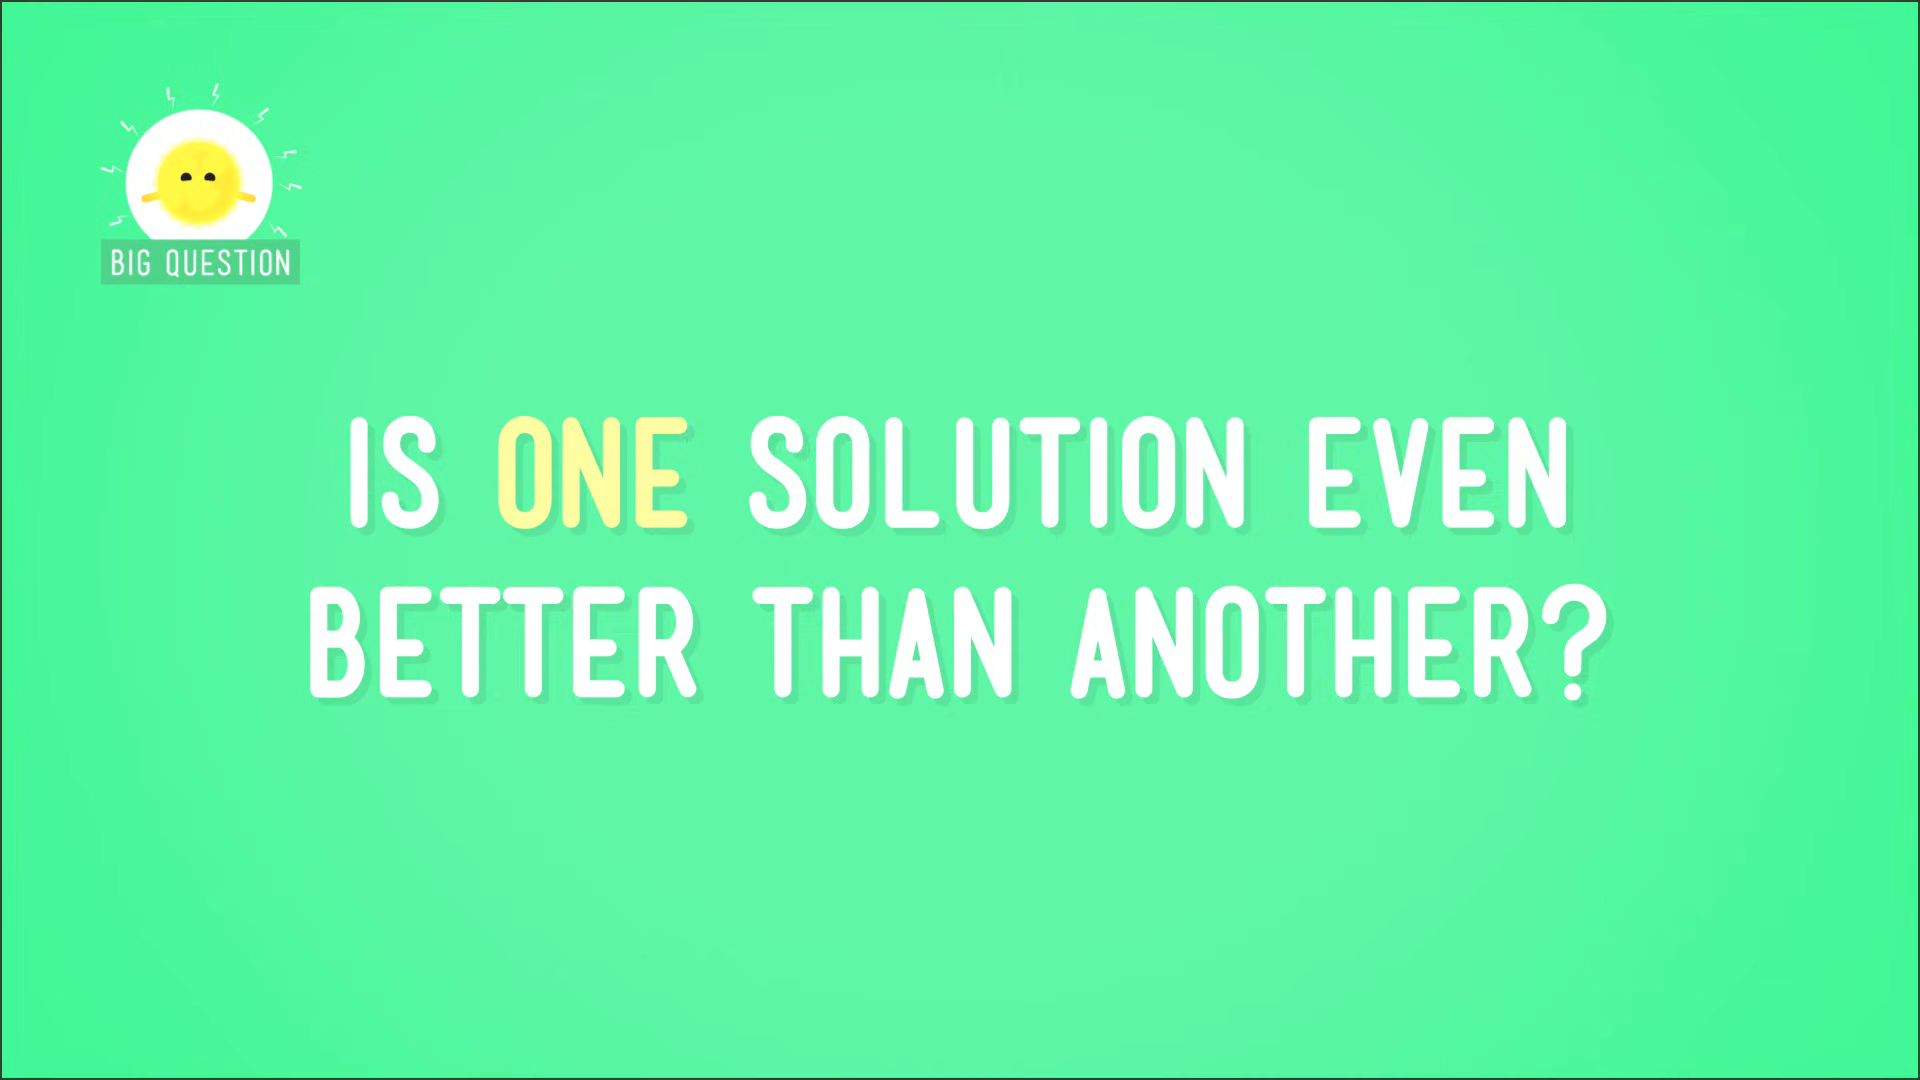 BIG QUESTION
IS ONE SOLUTION EVEN
BETTER THAN ANOTHER?